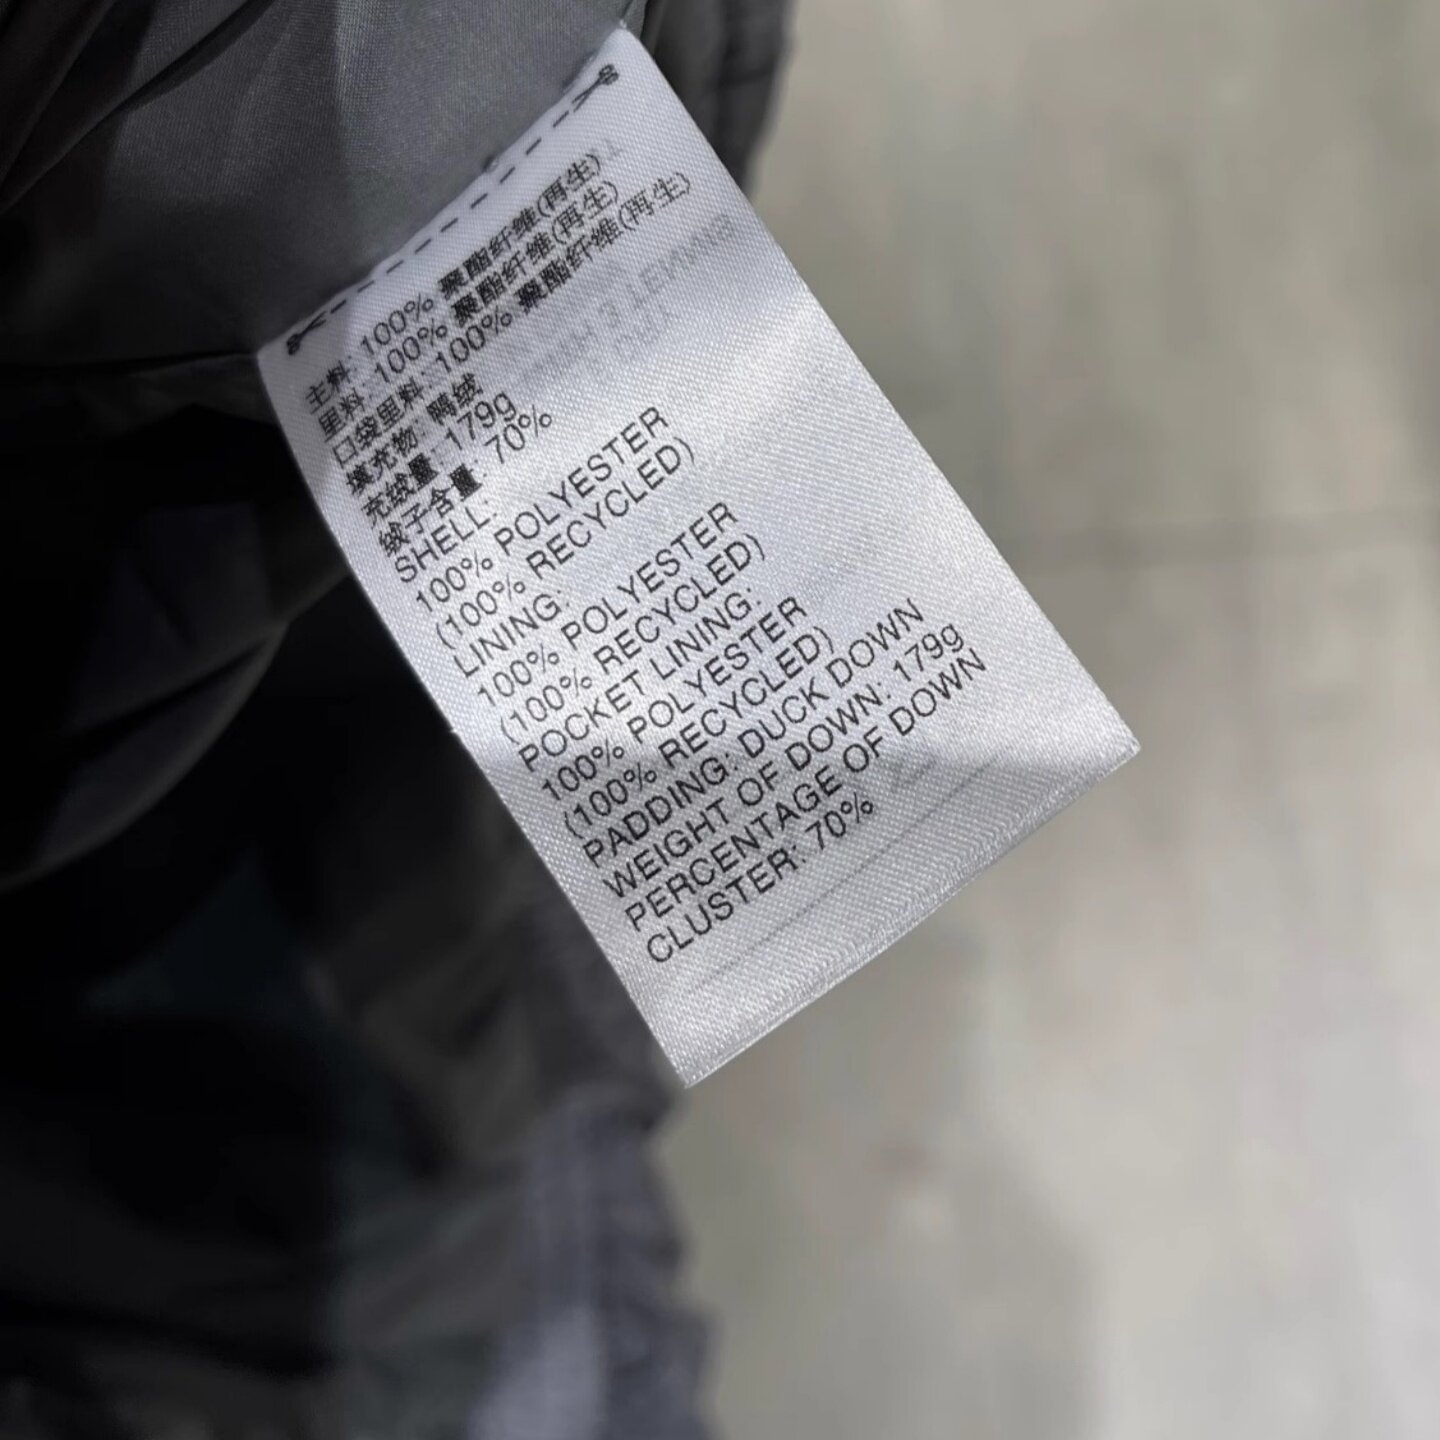 主料: 100% 聚酯纤维(再生)
里料: 100% 聚酯纤维(再生)
口袋里料: 100% 聚酯纤维(再生)
填充物: 鸭绒
充绒量: 179g
绒子含量: 70%
SHELL:
100% POLYESTER
(100% RECYCLED)
LINING:
100% POLYESTER
(100% RECYCLED)
POCKET LINING:
100% POLYESTER
(100% RECYCLED)
PADDING: DUCK DOWN
WEIGHT OF DOWN: 179g
PERCENTAGE OF DOWN
CLUSTER: 70%